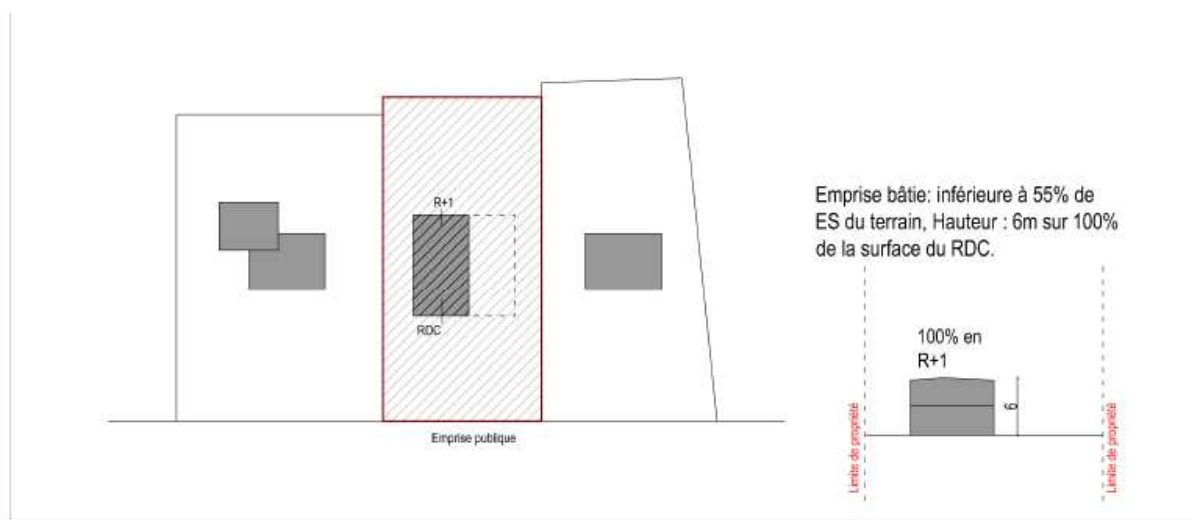 R+1
RDC
Emprise publique
Emprise bâtie: inférieure à 55% de
ES du terrain, Hauteur : 6m sur 100%
de la surface du RDC.
100% en
R+1
6
Limite de propriété
Limite de propriété